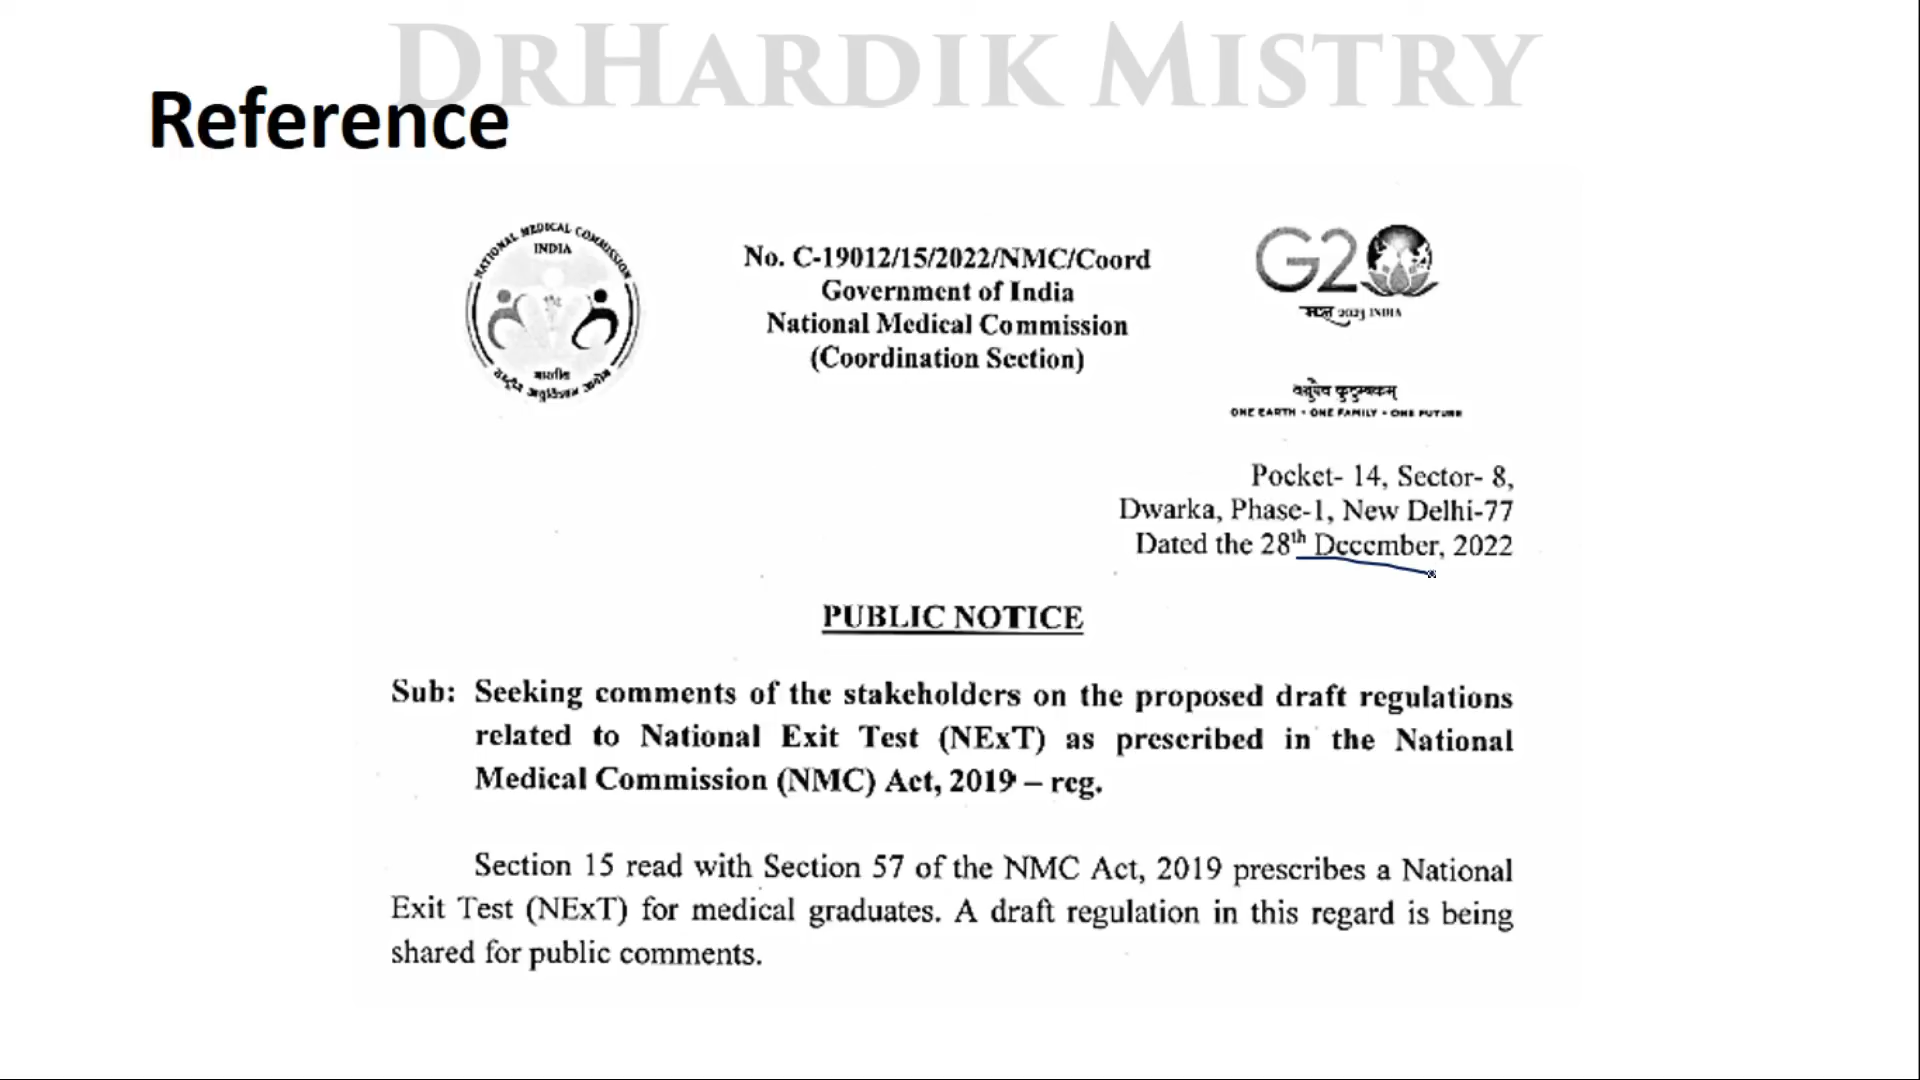 DRHARDIK MISTRY
Reference
NATIONAL MEDICAL COMMISSION
INDIA
No. C-19012/15/2022/NMC/Coord
Government of India
National Medical Commission
(Coordination Section)
G20
2023 INDIA
वसुधैव कुटुम्बकम्
ONE EARTH • ONE FAMILY • ONE FUTURE
Pocket- 14, Sector- 8,
Dwarka, Phase-1, New Delhi-77
Dated the 28th December, 2022
PUBLIC NOTICE
Sub: Seeking comments of the stakeholders on the proposed draft regulations
related to National Exit Test (NExT) as prescribed in the National
Medical Commission (NMC) Act, 2019 – reg.
Section 15 read with Section 57 of the NMC Act, 2019 prescribes a National
Exit Test (NExT) for medical graduates. A draft regulation in this regard is being
shared for public comments.